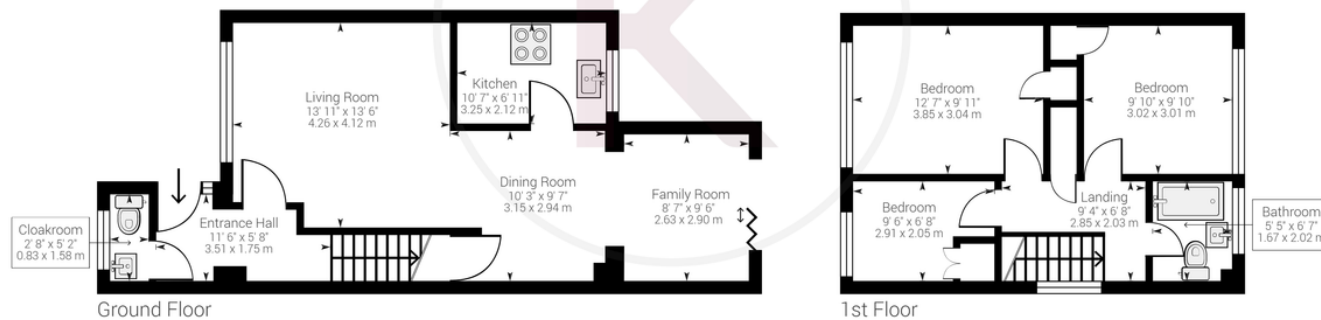 Living Room
13' 11" x 13' 6"
4.26 x 4.12 m
Kitchen
10' 7" x 6' 11"
3.25 x 2.12 m
Dining Room
10' 3" x 9' 7"
3.15 x 2.94 m
Family Room
8' 7" x 9' 6"
2.63 x 2.90 m
Entrance Hall
11' 6" x 5' 8"
3.51 x 1.75 m
Cloakroom
2' 8" x 5' 2"
0.83 x 1.58 m
Ground Floor
Bedroom
12' 7" x 9' 11"
3.85 x 3.04 m
Bedroom
9' 10" x 9' 10"
3.02 x 3.01 m
Bedroom
9' 6" x 6' 8"
2.91 x 2.05 m
Landing
9' 4" x 6' 8"
2.85 x 2.03 m
Bathroom
5' 5" x 6' 7"
1.67 x 2.02 m
1st Floor
K